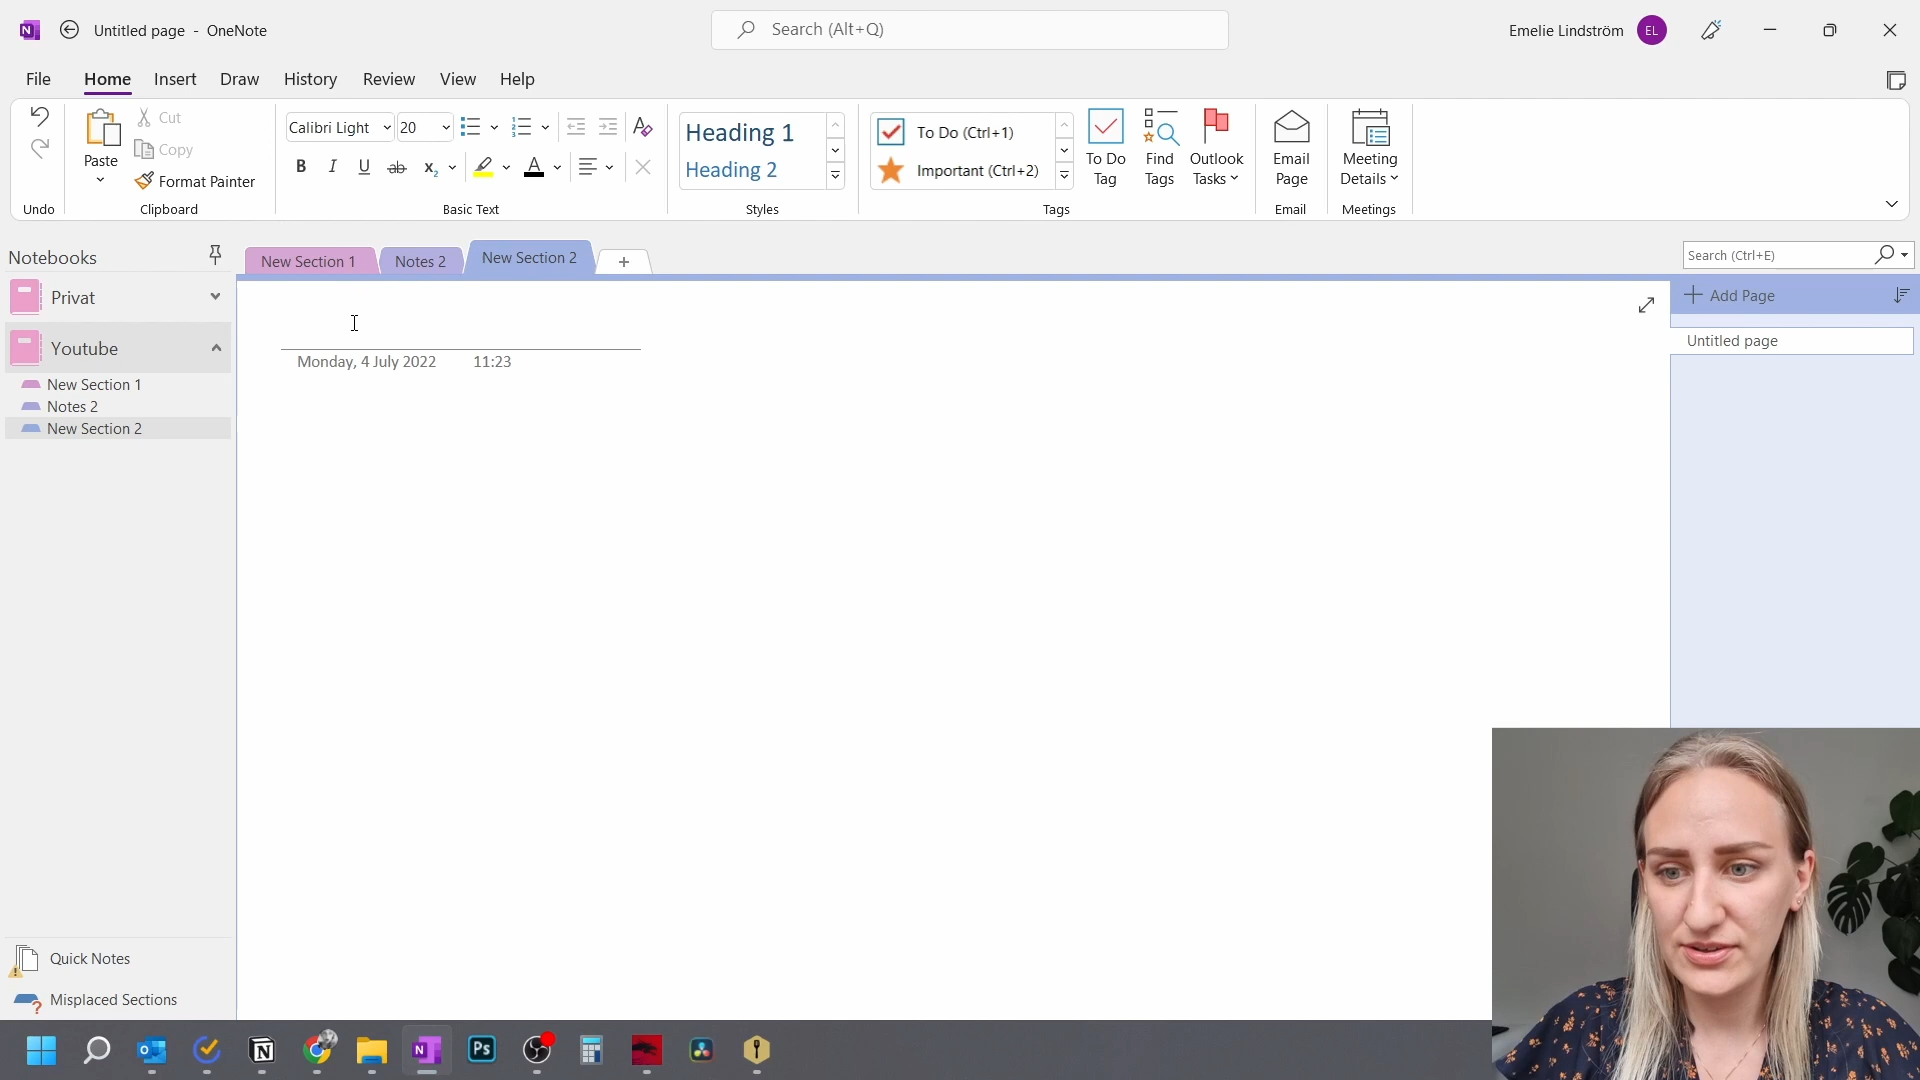 Untitled page - OneNote
Search (Alt+Q)
Emelie Lindström
EL
File Home Insert Draw History Review View Help
Undo
Paste
Cut
Copy
Format Painter
Clipboard
Calibri Light 20
B I U ab x2 A
Basic Text
Heading 1
Heading 2
Styles
To Do (Ctrl+1)
Important (Ctrl+2)
Tags
To Do Tag
Find Tags
Outlook Tasks
Email Page
Email
Meeting Details
Meetings
Notebooks
Privat
Youtube
New Section 1
Notes 2
New Section 2
Quick Notes
Misplaced Sections
New Section 1 Notes 2 New Section 2 +
Search (Ctrl+E)
Monday, 4 July 2022 11:23
Add Page
Untitled page
N
Ps